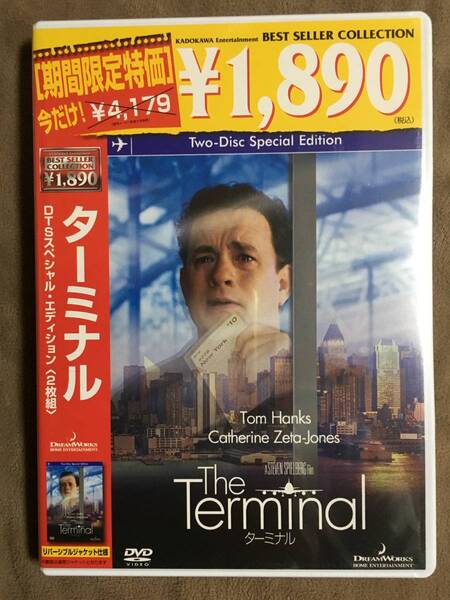 KADOKAWA Entertainment BEST SELLER COLLECTION
[期間限定特価]
今だけ! ¥4,179
¥1,890
(税込)
Two-Disc Special Edition
BEST SELLER
COLLECTION
¥1,890
ターミナル
DTSスペシャル・エディション〈2枚組〉
DREAMWORKS
HOME ENTERTAINMENT
リバーシブルジャケット仕様
NEW YORK
Tom Hanks
Catherine Zeta-Jones
A STEVEN SPIELBERG Film
The
Terminal
ターミナル
DVD
VIDEO
DREAMWORKS
HOME ENTERTAINMENT